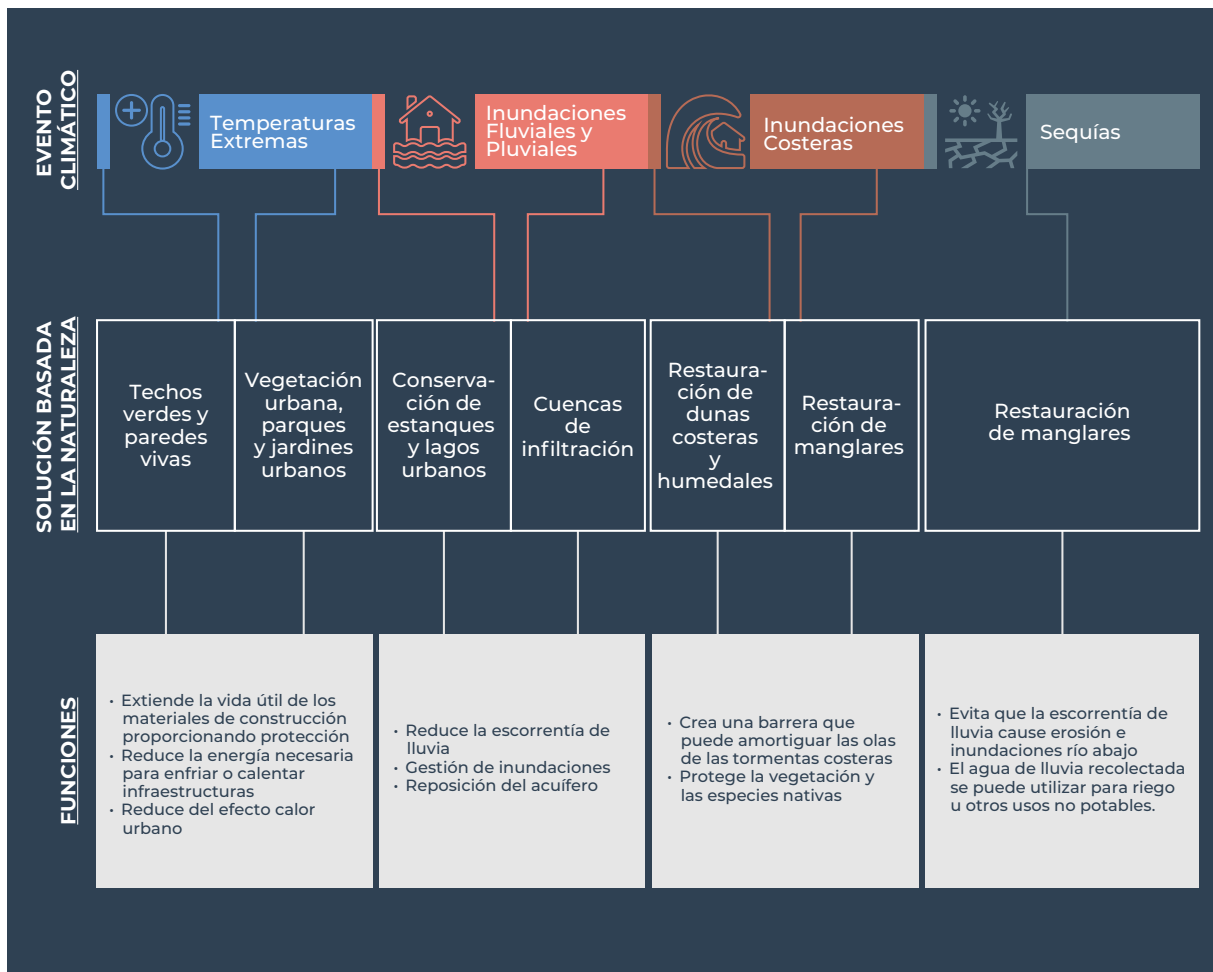 EVENTO
CLIMÁTICO
Temperaturas
Extremas
Inundaciones
Fluviales y
Pluviales
Inundaciones
Costeras
Sequías
SOLUCIÓN BASADA
EN LA NATURALEZA
Techos
verdes y
paredes
vivas
Vegetación
urbana,
parques
y jardines
urbanos
Conserva-
ción de
estanques
y lagos
urbanos
Cuencas
de
infiltración
Restaura-
ción de
dunas
costeras
y
humedales
Restaura-
ción de
manglares
Restauración
de manglares
FUNCIONES
· Extiende la vida útil de los
materiales de construcción
proporcionando protección
· Reduce la energía necesaria
para enfriar o calentar
infraestructuras
· Reduce del efecto calor
urbano
· Reduce la escorrentía de
lluvia
· Gestión de inundaciones
· Reposición del acuífero
· Crea una barrera que
puede amortiguar las olas
de las tormentas costeras
· Protege la vegetación y
las especies nativas
· Evita que la escorrentía de
lluvia cause erosión e
inundaciones río abajo
· El agua de lluvia recolectada
se puede utilizar para riego
u otros usos no potables.